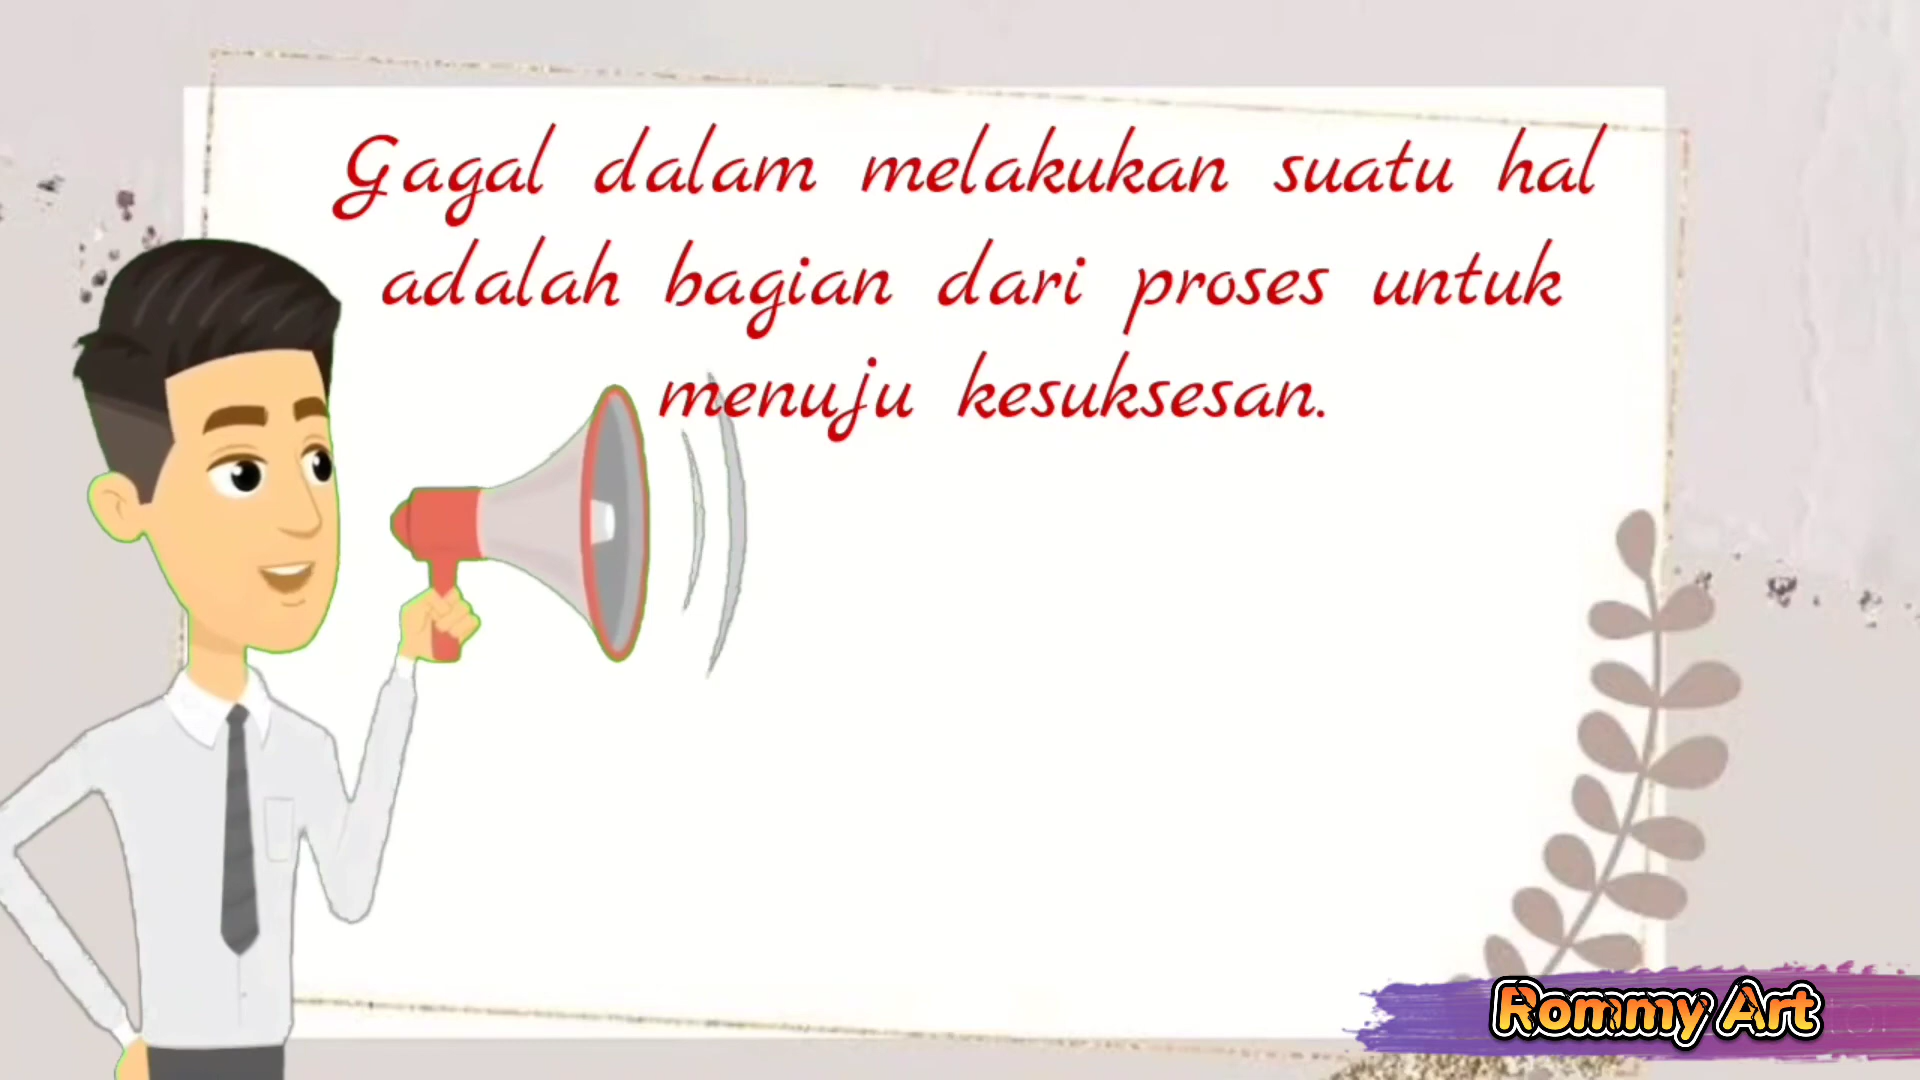 Gagal dalam melakukan suatu hal
adalah bagian dari proses untuk
menuju kesuksesan.
Rommy Art